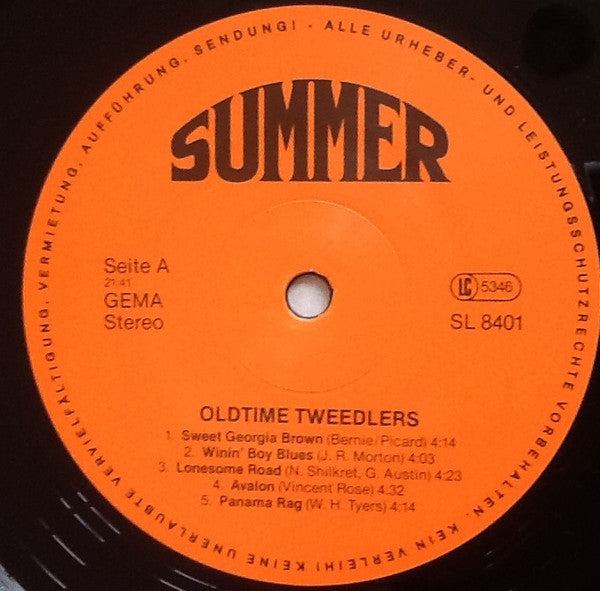 SUMMER
Seite A
21:41
GEMA
Stereo
LC 5346
SL 8401
OLDTIME TWEEDLERS
1. Sweet Georgia Brown (Bernie/Picard) 4:14
2. Winin' Boy Blues (J. R. Morton) 4:03
3. Lonesome Road (N. Shilkret, G. Austin) 4:23
4. Avalon (Vincent Rose) 4:32
5. Panama Rag (W. H. Tyers) 4:14
ALLE URHEBER- UND LEISTUNGSSCHUTZRECHTE VORBEHALTEN. KEIN VERLEIH! KEINE UNERLAUBTE VERVIELFÄLTIGUNG, VERMIETUNG, AUFFÜHRUNG, SENDUNG! -